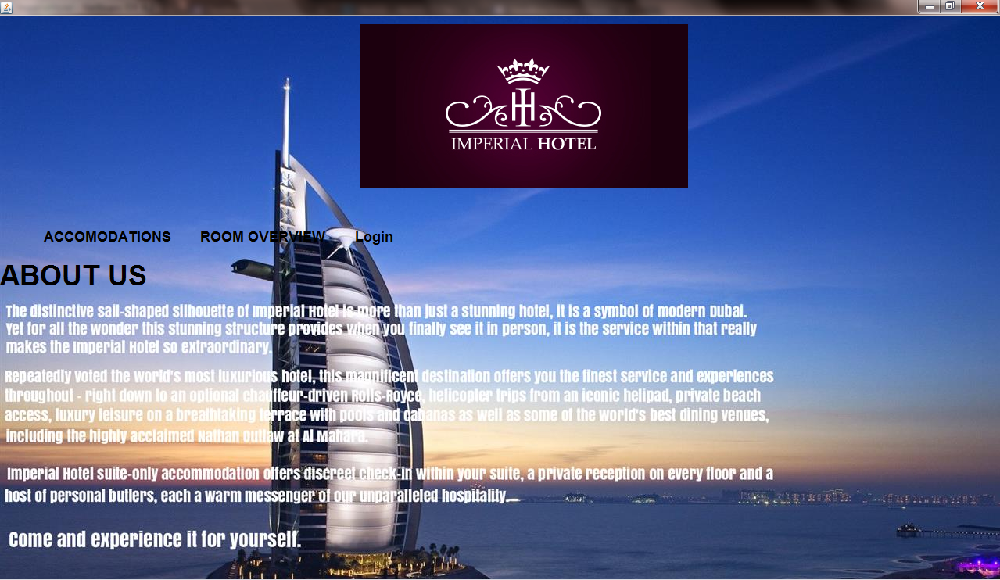 IMPERIAL HOTEL
ACCOMODATIONS ROOM OVERVIEW Login
ABOUT US
The distinctive sail-shaped silhouette of Imperial Hotel is more than just a stunning hotel, it is a symbol of modern Dubai.
Yet for all the wonder this stunning structure provides when you finally see it in person, it is the service within that really
makes the Imperial Hotel so extraordinary.
Repeatedly voted the world's most luxurious hotel, this magnificent destination offers you the finest service and experiences
throughout - right down to an optional chauffeur-driven Rolls-Royce, helicopter trips from an iconic helipad, private beach
access, luxury leisure on a breathtaking terrace with pools and cabanas as well as some of the world's best dining venues,
including the highly acclaimed Nathan Outlaw at Al Mahara.
Imperial Hotel suite-only accommodation offers discreet check-in within your suite, a private reception on every floor and a
host of personal butlers, each a warm messenger of our unparalleled hospitality.
Come and experience it for yourself.